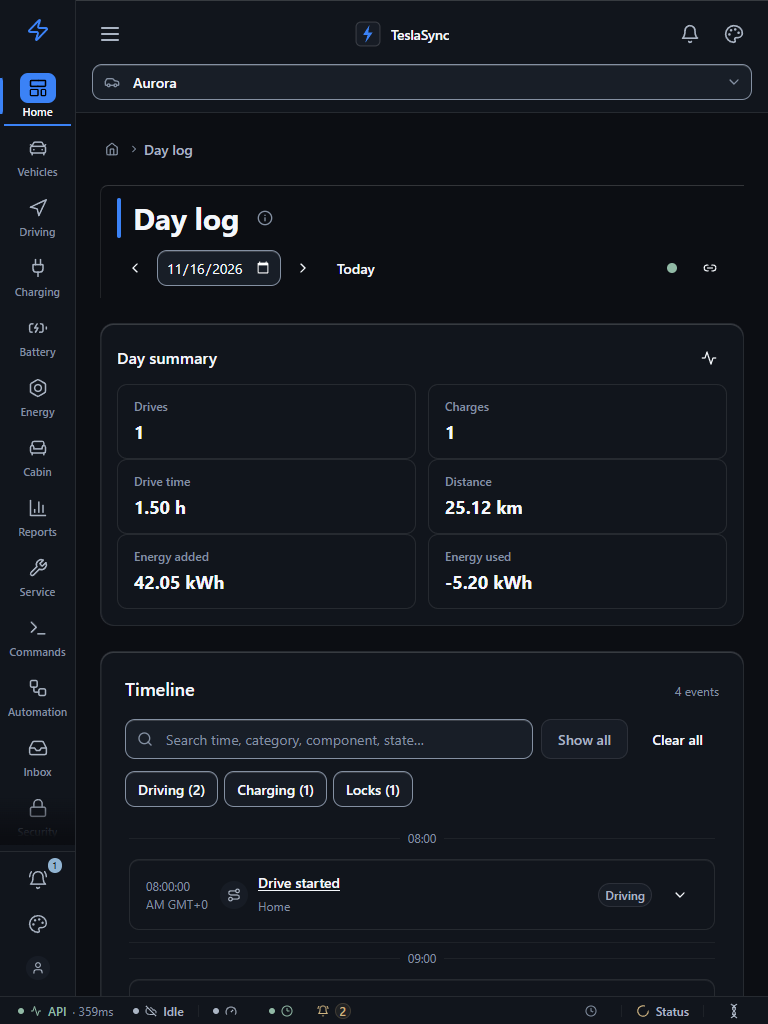 TeslaSync
Aurora
Home
Vehicles
Driving
Charging
Battery
Energy
Cabin
Reports
Service
Commands
Automation
Inbox
Security
1
Day log
Day log
11/16/2026
Today
Day summary
Drives
1
Charges
1
Drive time
1.50 h
Distance
25.12 km
Energy added
42.05 kWh
Energy used
-5.20 kWh
Timeline
4 events
Search time, category, component, state...
Show all
Clear all
Driving (2)
Charging (1)
Locks (1)
08:00
08:00:00
AM GMT+0
Drive started
Home
Driving
09:00
API · 359ms
Idle
2
Status